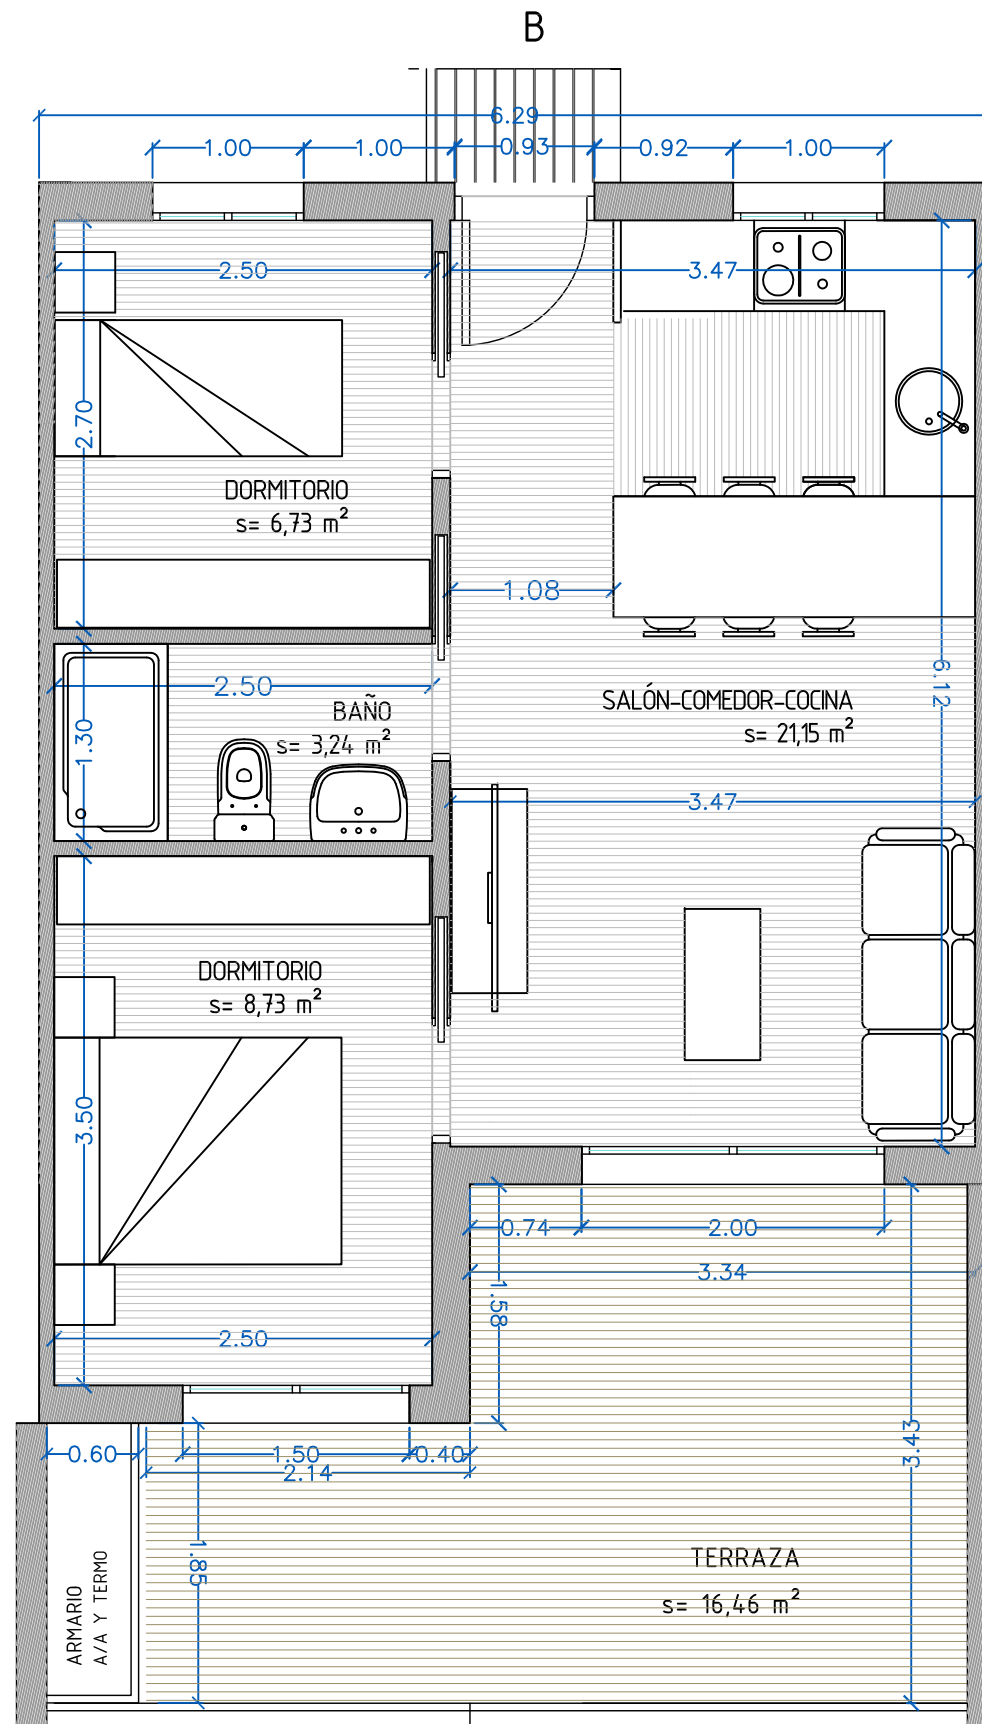 B
6.29
1.00
1.00
0.93
0.92
1.00
2.50
3.47
2.70
DORMITORIO
s= 6,73 m²
1.08
6.12
2.50
BAÑO
s= 3,24 m²
1.30
SALÓN-COMEDOR-COCINA
s= 21,15 m²
3.47
DORMITORIO
s= 8,73 m²
3.50
0.74
2.00
3.34
1.58
2.50
0.60
1.50
0.40
2.14
3.43
1.85
TERRAZA
s= 16,46 m²
ARMARIO
A/A Y TERMO